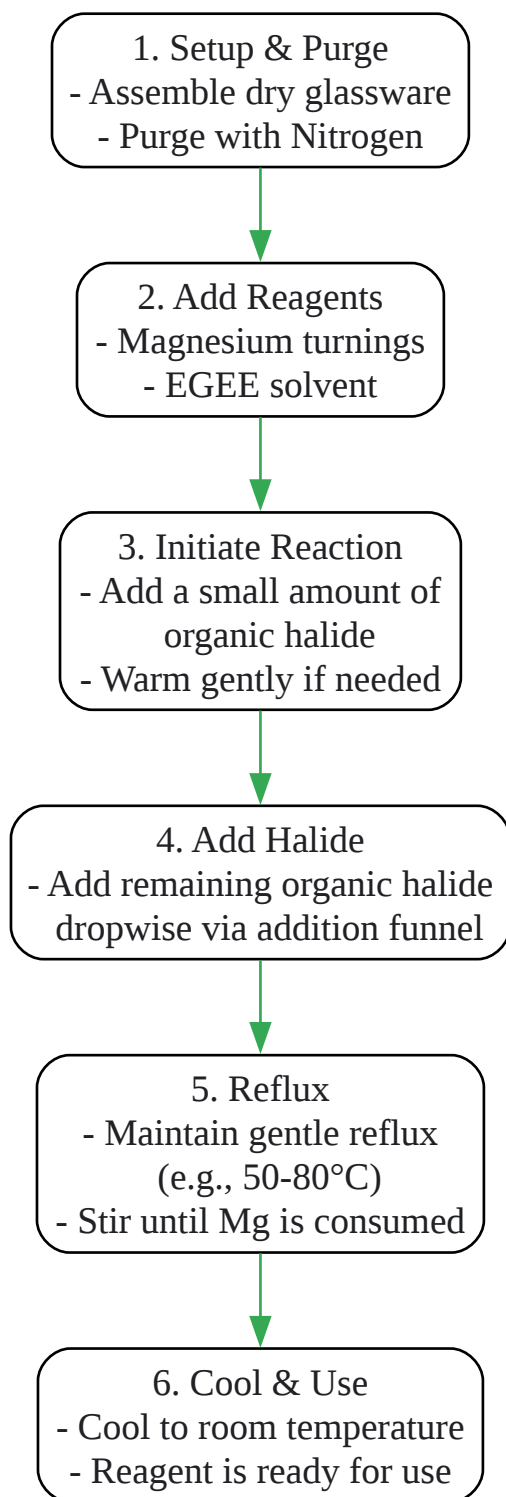 1. Setup & Purge
- Assemble dry glassware
- Purge with Nitrogen
2. Add Reagents
- Magnesium turnings
- EGEE solvent
3. Initiate Reaction
- Add a small amount of
organic halide
- Warm gently if needed
4. Add Halide
- Add remaining organic halide
dropwise via addition funnel
5. Reflux
- Maintain gentle reflux
(e.g., 50-80°C)
- Stir until Mg is consumed
6. Cool & Use
- Cool to room temperature
- Reagent is ready for use